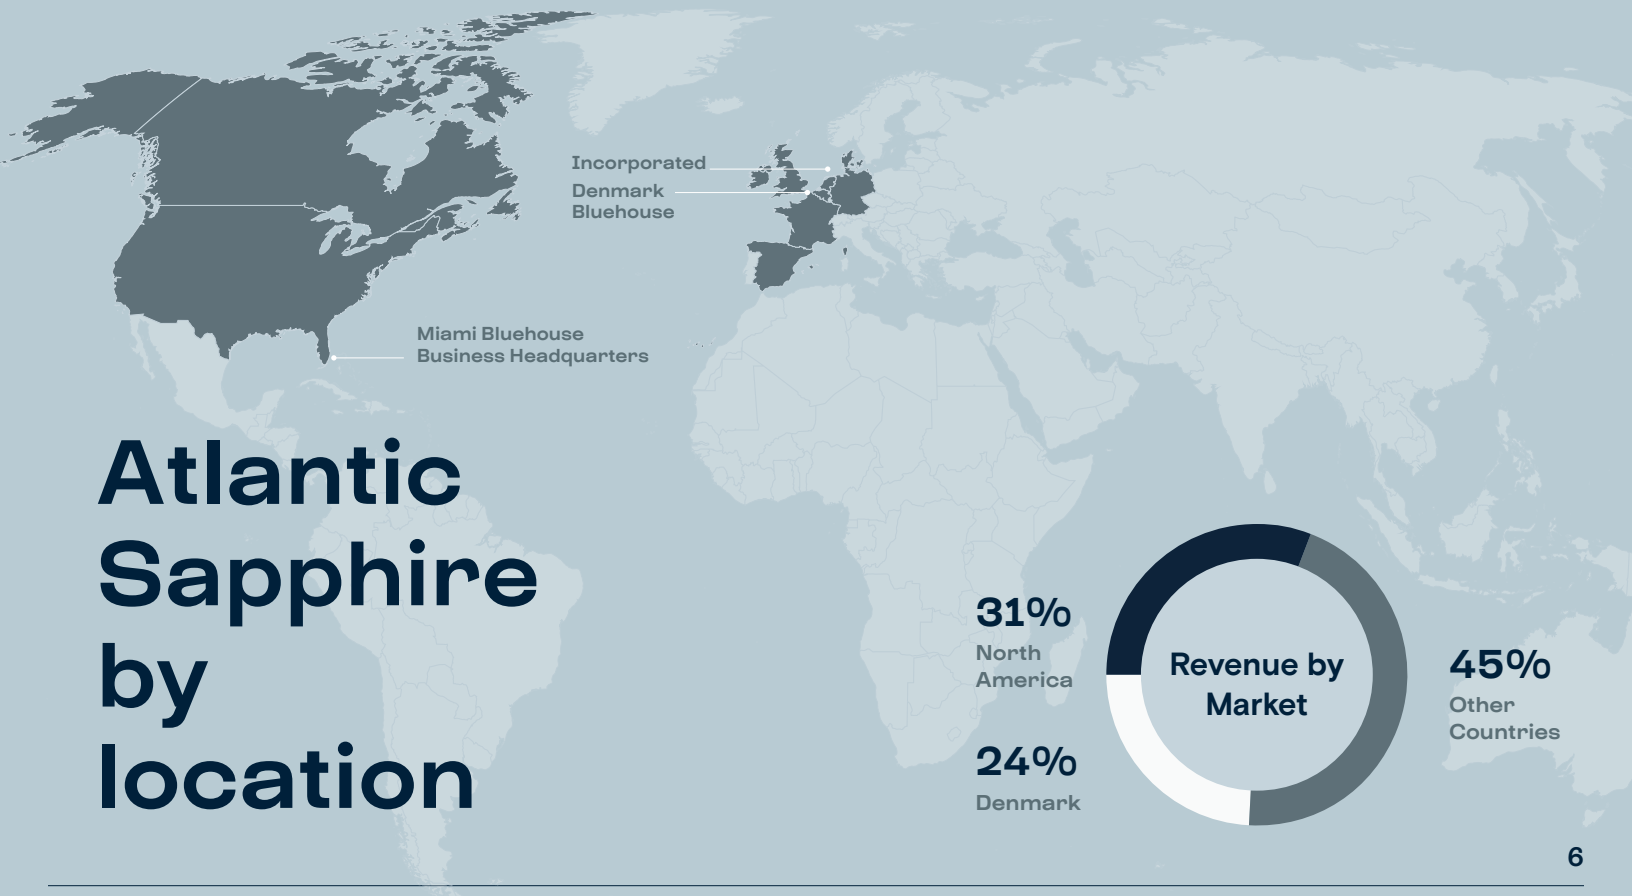 Incorporated
Denmark
Bluehouse
Miami Bluehouse
Business Headquarters
Atlantic
Sapphire
by
location
31%
North
America
24%
Denmark
Revenue by
Market
45%
Other
Countries
6